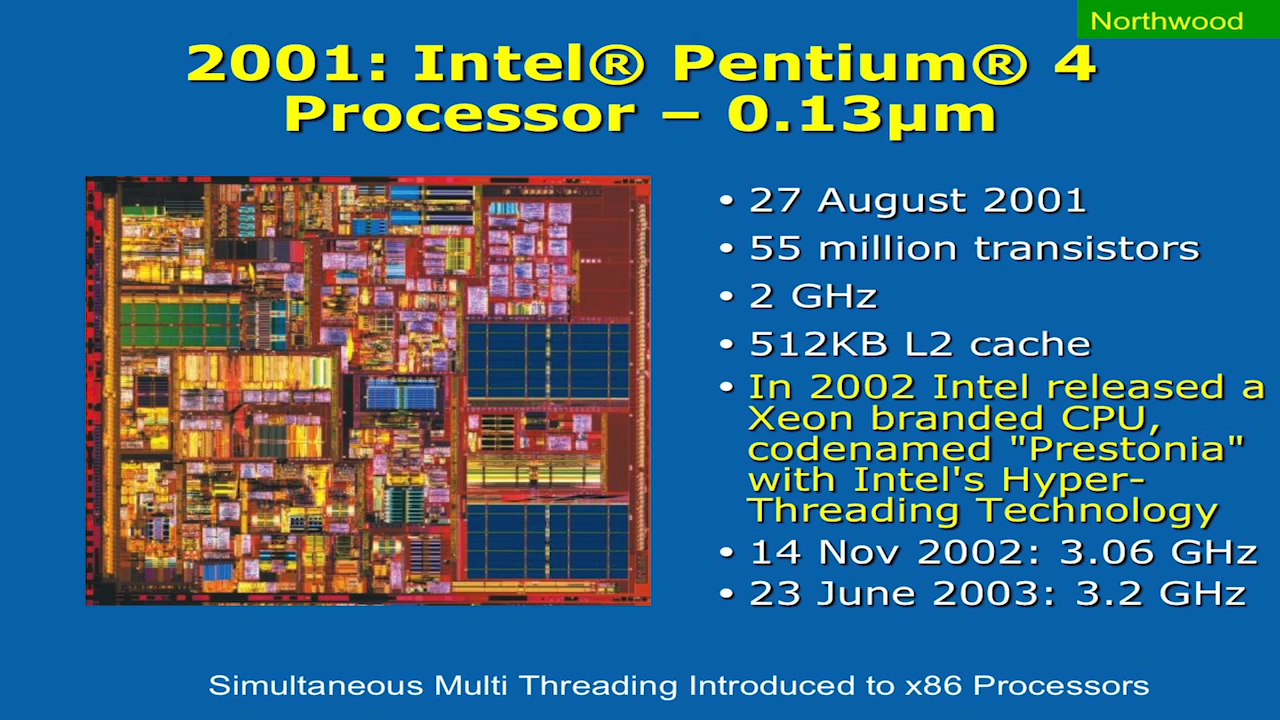 Northwood
2001: Intel® Pentium® 4
Processor – 0.13µm
• 27 August 2001
• 55 million transistors
• 2 GHz
• 512KB L2 cache
• In 2002 Intel released a
Xeon branded CPU,
codenamed "Prestonia"
with Intel's Hyper-
Threading Technology
• 14 Nov 2002: 3.06 GHz
• 23 June 2003: 3.2 GHz
Simultaneous Multi Threading Introduced to x86 Processors